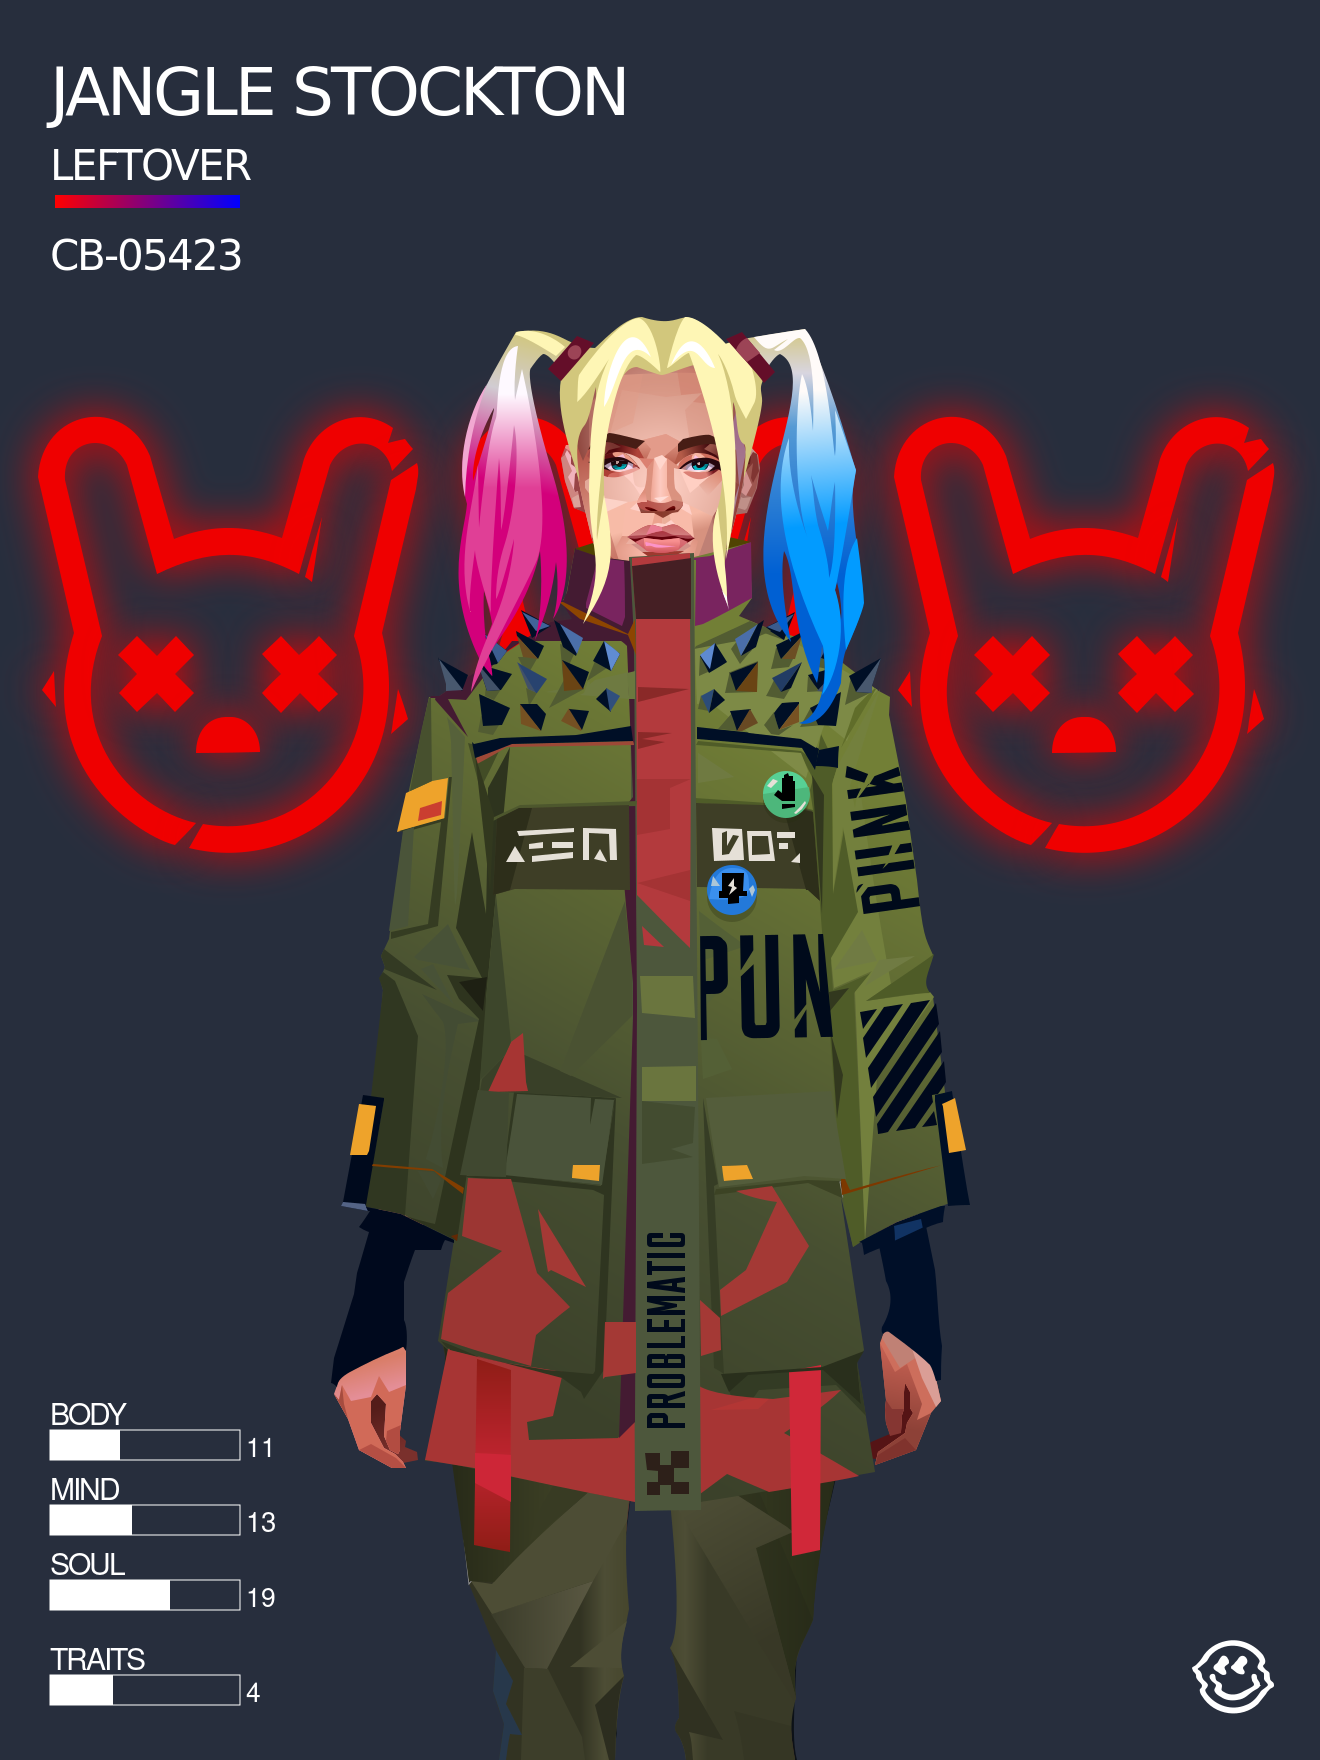 JANGLE STOCKTON
LEFTOVER
CB-05423
PUNK
PUN
PROBLEMATIC
BODY
11
MIND
13
SOUL
19
TRAITS
4